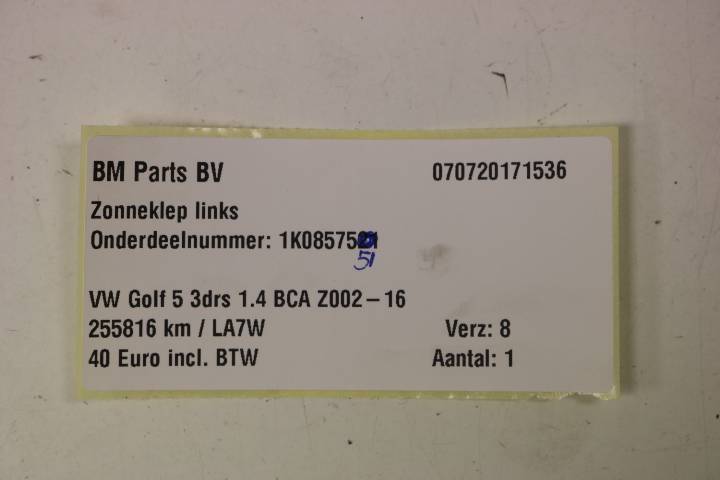 BM Parts BV 070720171536
Zonneklep links
Onderdeelnummer: 1K0857521
51
VW Golf 5 3drs 1.4 BCA Z002-16
255816 km / LA7W Verz: 8
40 Euro incl. BTW Aantal: 1